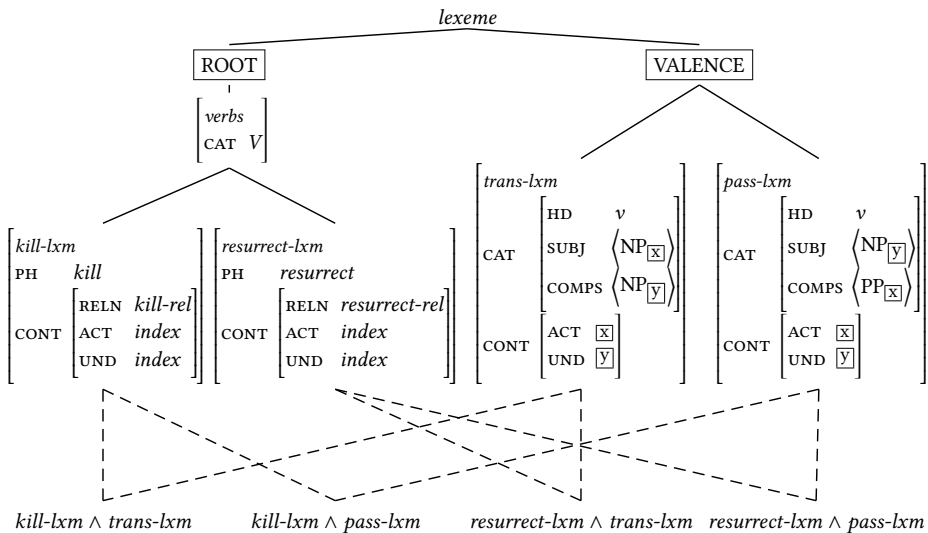 lexeme
ROOT VALENCE
verbs
CAT V
kill-lxm
PH kill
CONT
RELN kill-rel
ACT index
UND index
resurrect-lxm
PH resurrect
CONT
RELN resurrect-rel
ACT index
UND index
trans-lxm
CAT
HD v
SUBJ ⟨NP x⟩
COMPS ⟨NP y⟩
CONT
ACT x
UND y
pass-lxm
CAT
HD v
SUBJ ⟨NP y⟩
COMPS ⟨PP x⟩
CONT
ACT x
UND y
kill-lxm ∧ trans-lxm kill-lxm ∧ pass-lxm resurrect-lxm ∧ trans-lxm resurrect-lxm ∧ pass-lxm